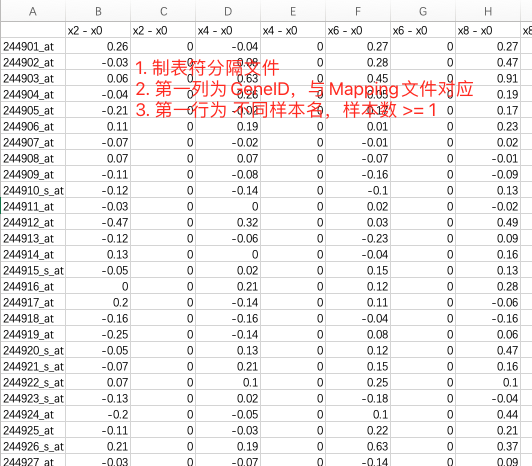 A B C D E F G H
x2 - x0 x2 - x0 x4 - x0 x4 - x0 x6 - x0 x6 - x0 x8 - x0 x8
244901_at 0.26 0 -0.04 0 0.27 0 0.27
244902_at -0.03 0 0 0.28 0 0.47
1. 制表符分隔文件
244903_at 0.06 0 0.63 0 0.45 0 0.91
2. 第一列为 GeneID，与 Mapping 文件对应
244904_at -0.04 0 0.26 0 0 0.19
3. 第一行为 不同样本名，样本数 >= 1
244905_at -0.21 0 0 0 0.17
244906_at 0.11 0 0.19 0 0.01 0 0.23
244907_at -0.07 0 -0.02 0 -0.01 0 0.02
244908_at 0.07 0 0.07 0 -0.07 0 -0.01
244909_at -0.11 0 -0.08 0 -0.16 0 -0.09
244910_s_at -0.12 0 -0.14 0 -0.1 0 0.13
244911_at -0.03 0 0 0 0.02 0 -0.02
244912_at -0.47 0 0.32 0 0.03 0 0.49
244913_at -0.12 0 -0.06 0 -0.23 0 0.09
244914_at 0.13 0 0 0 -0.04 0 0.16
244915_s_at -0.05 0 0.02 0 0.15 0 0.13
244916_at 0 0 0.21 0 0.12 0 0.28
244917_at 0.2 0 -0.14 0 0.11 0 -0.06
244918_at -0.16 0 -0.16 0 -0.04 0 -0.16
244919_at -0.25 0 -0.14 0 0.08 0 0.06
244920_s_at -0.05 0 0.13 0 0.12 0 0.47
244921_s_at -0.07 0 0.21 0 0.15 0 0.16
244922_s_at 0.07 0 0.1 0 0.25 0 0.1
244923_s_at -0.13 0 0.02 0 -0.18 0 -0.04
244924_at -0.2 0 -0.05 0 0.1 0 0.44
244925_at -0.11 0 -0.03 0 0.22 0 0.21
244926_s_at 0.21 0 0.19 0 0.63 0 0.37
244927_at -0.03 0 -0.07 0 -0.14 0 0.09